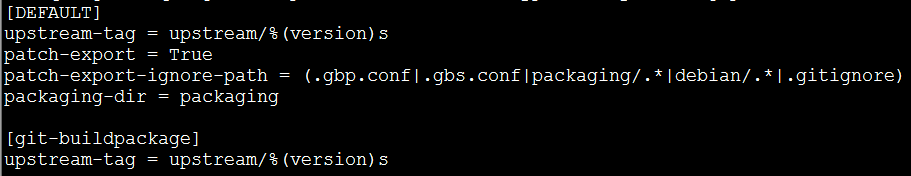 [DEFAULT]
upstream-tag = upstream/%(version)s
patch-export = True
patch-export-ignore-path = (.gbp.conf|.gbs.conf|packaging/.*|debian/.*|.gitignore)
packaging-dir = packaging
[git-buildpackage]
upstream-tag = upstream/%(version)s